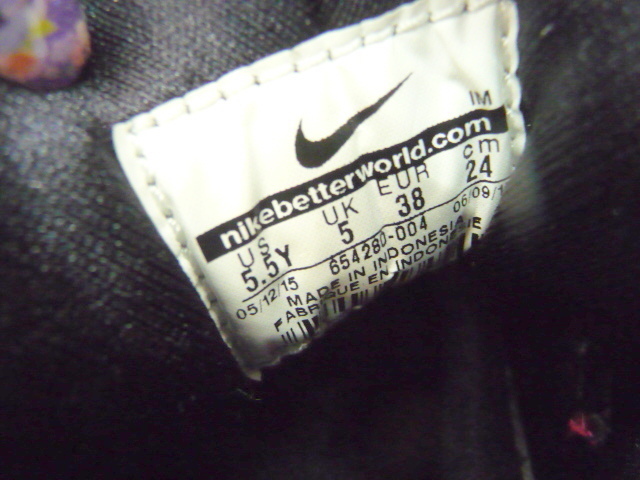 IM
nikebetterworld.com
US UK EUR cm
5.5Y 5 38 24
05/12/15 654280-004 06/09/1
MADE IN INDONESIA
FABRIQUE EN INDONESIE